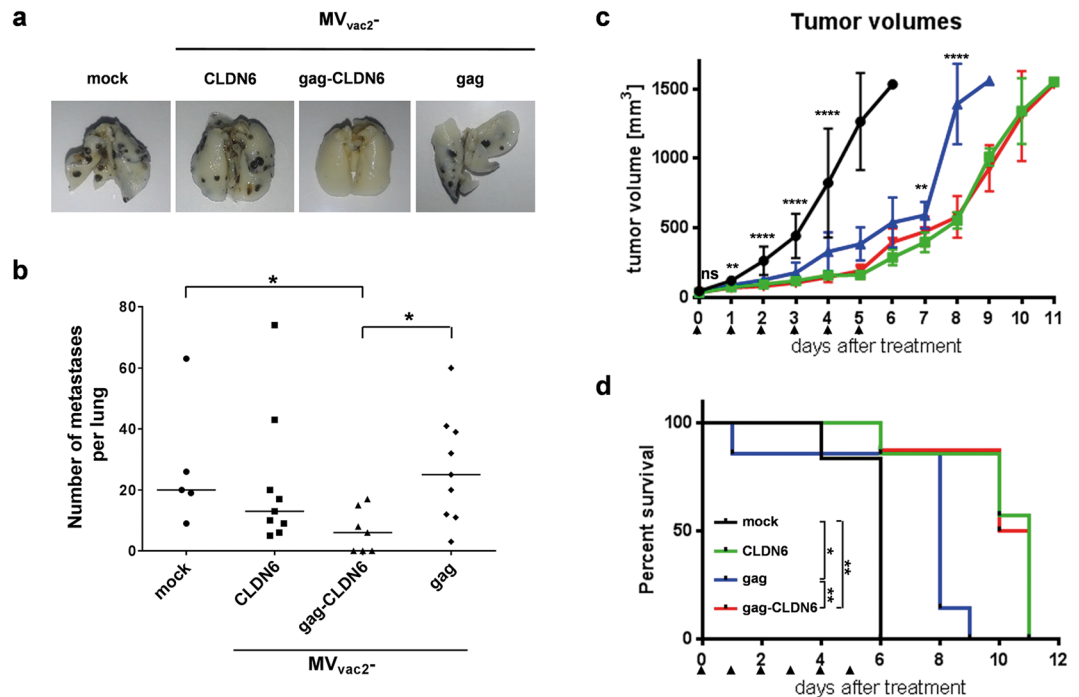 a
MVvac2-
mock CLDN6 gag-CLDN6 gag
b
Number of metastases
per lung
80
60
40
20
0
*
*
mock CLDN6 gag-CLDN6 gag
MVvac2-
c
Tumor volumes
tumor volume [mm³]
1500
1000
500
0
ns ** **** **** **** ** ****
0 1 2 3 4 5 6 7 8 9 10 11
days after treatment
d
Percent survival
100
50
0
mock
CLDN6
gag
gag-CLDN6
* ** **
0 2 4 6 8 10 12
days after treatment